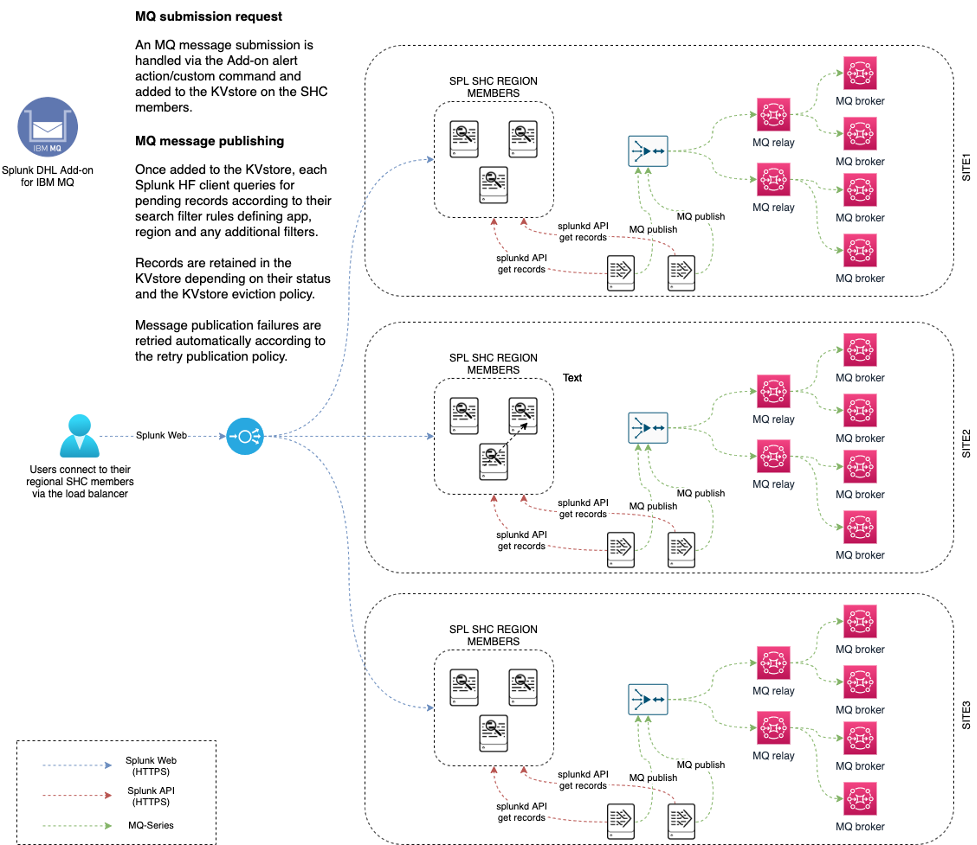 MQ submission request
An MQ message submission is
handled via the Add-on alert
action/custom command and
added to the KVstore on the SHC
members.
IBM MQ
Splunk DHL Add-on
for IBM MQ
MQ message publishing
Once added to the KVstore, each
Splunk HF client queries for
pending records according to their
search filter rules defining app,
region and any additional filters.
Records are retained in the
KVstore depending on their status
and the KVstore eviction policy.
Message publication failures are
retried automatically according to
the retry publication policy.
Splunk Web
Users connect to their
regional SHC members
via the load balancer
SPL SHC REGION
MEMBERS
splunkd API
get records
splunkd API
get records
MQ publish
MQ publish
MQ relay
MQ relay
MQ broker
MQ broker
MQ broker
MQ broker
SITE1
SPL SHC REGION
MEMBERS
Text
splunkd API
get records
splunkd API
get records
MQ publish
MQ publish
MQ relay
MQ relay
MQ broker
MQ broker
MQ broker
MQ broker
SITE2
SPL SHC REGION
MEMBERS
splunkd API
get records
splunkd API
get records
MQ publish
MQ publish
MQ relay
MQ relay
MQ broker
MQ broker
MQ broker
MQ broker
SITE3
Splunk Web
(HTTPS)
Splunk API
(HTTPS)
MQ-Series